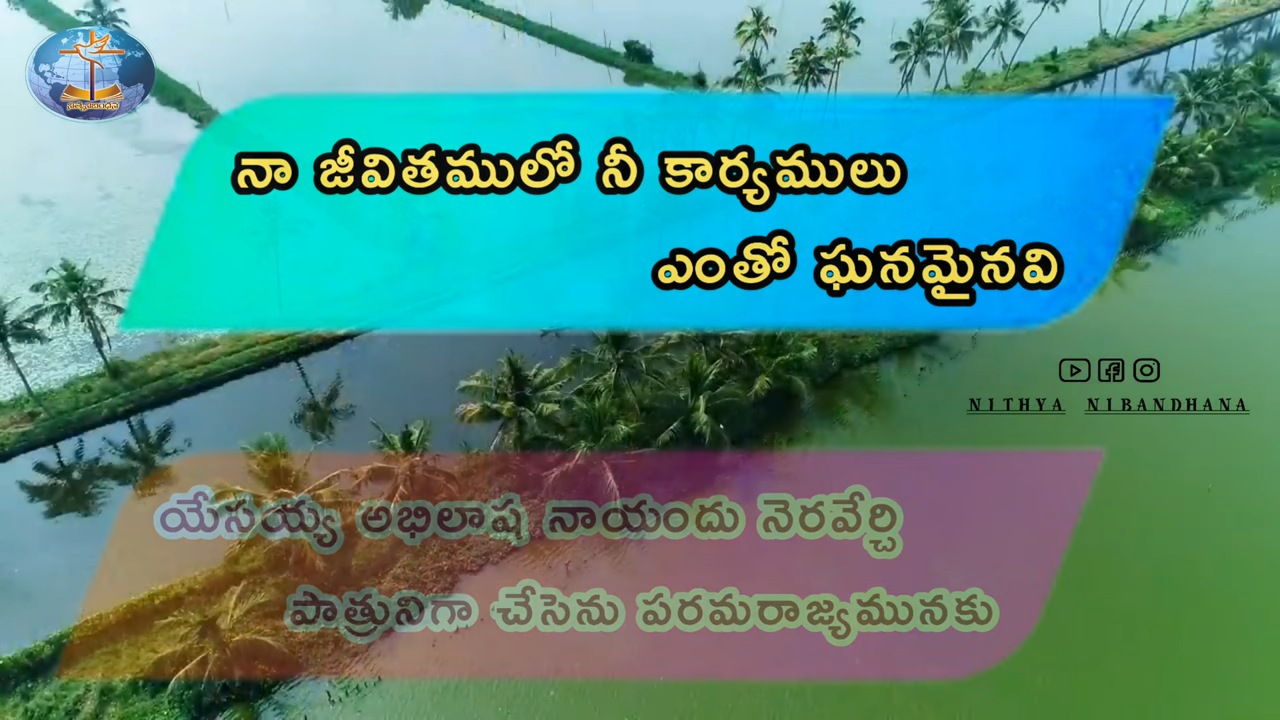 నా జీవితములో నీ కార్యములు
ఎంతో ఘనమైనవి
NITHYA NIBANDHANA
యేసయ్య అభిలాష నాయందు నెరవేర్చి
పాత్రునిగా చేసెను పరమరాజ్యమునకు